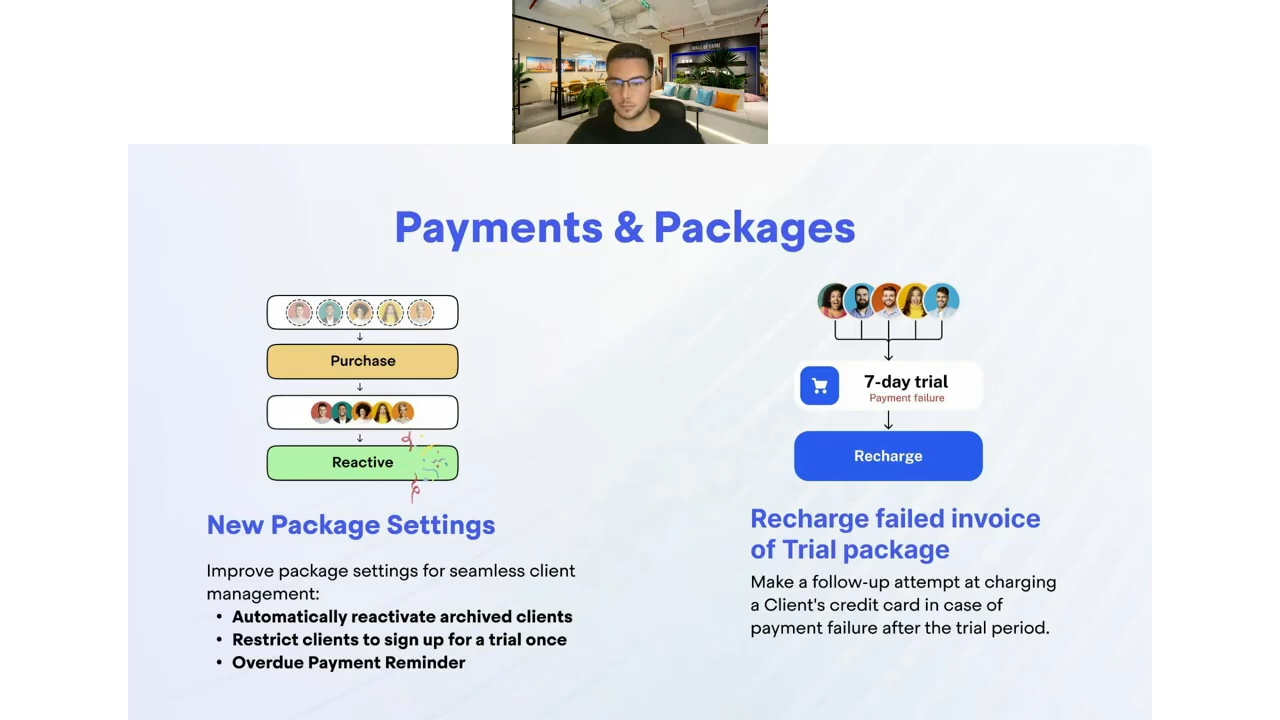 WALL OF FAME
Payments & Packages
Purchase
Reactive
New Package Settings
Improve package settings for seamless client
management:
• Automatically reactivate archived clients
• Restrict clients to sign up for a trial once
• Overdue Payment Reminder
7-day trial
Payment failure
Recharge
Recharge failed invoice
of Trial package
Make a follow-up attempt at charging
a Client's credit card in case of
payment failure after the trial period.